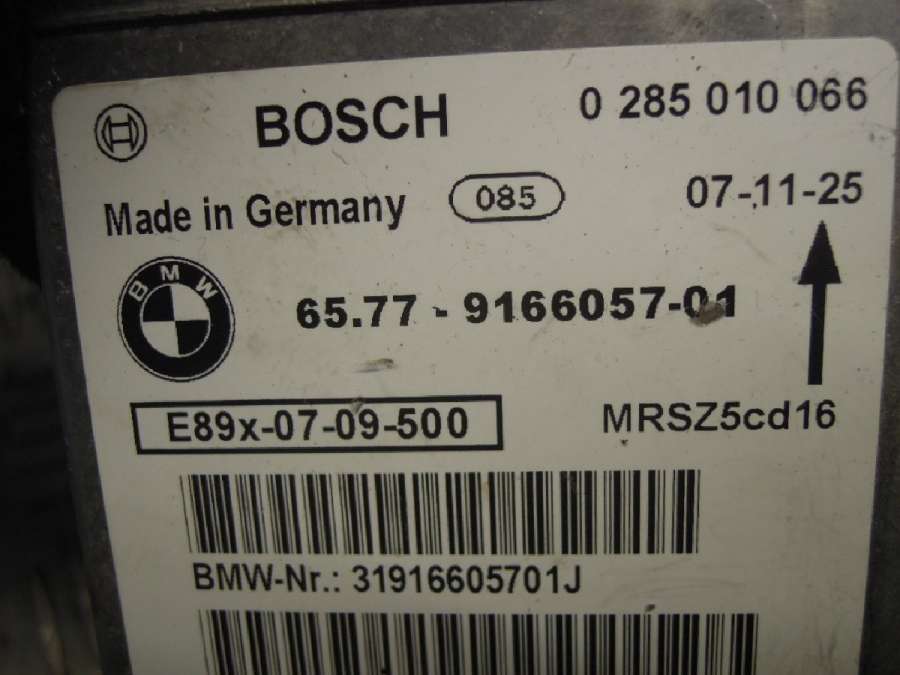 BOSCH 0 285 010 066
Made in Germany 085 07-11-25
BMW
65.77 - 9166057-01
E89x-07-09-500 MRSZ5cd16
BMW-Nr.: 31916605701J